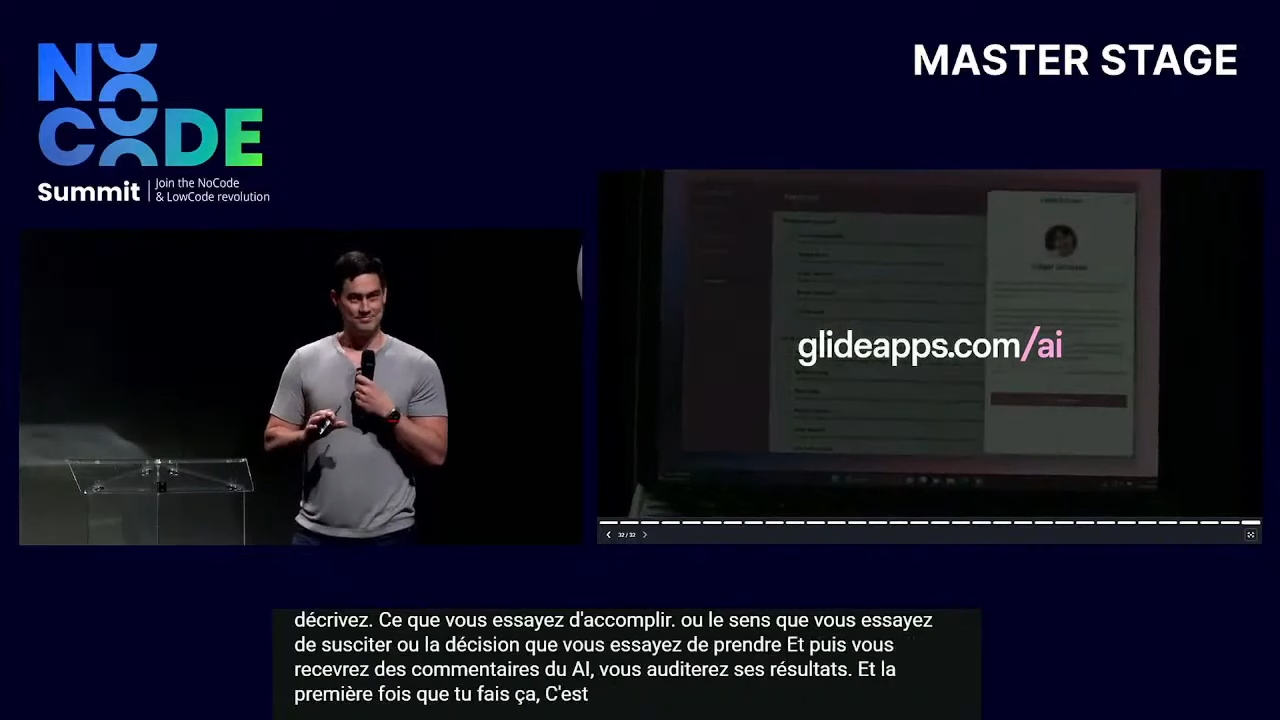 NO
CODE
Summit
Join the NoCode
& LowCode revolution
MASTER STAGE
glideapps.com/ai
32 / 32
décrivez. Ce que vous essayez d'accomplir. ou le sens que vous essayez
de susciter ou la décision que vous essayez de prendre Et puis vous
recevrez des commentaires du AI, vous auditerez ses résultats. Et la
première fois que tu fais ça, C'est